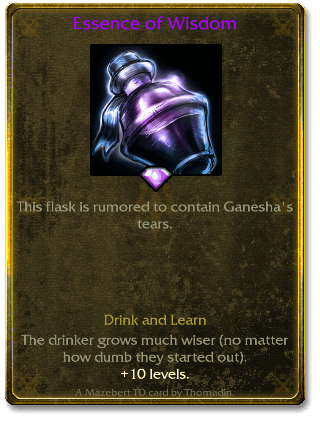 Essence of Wisdom
This flask is rumored to contain Ganesha's
tears.
Drink and Learn
The drinker grows much wiser (no matter
how dumb they started out).
+10 levels.
A Mazebert TD card by Thomadin.